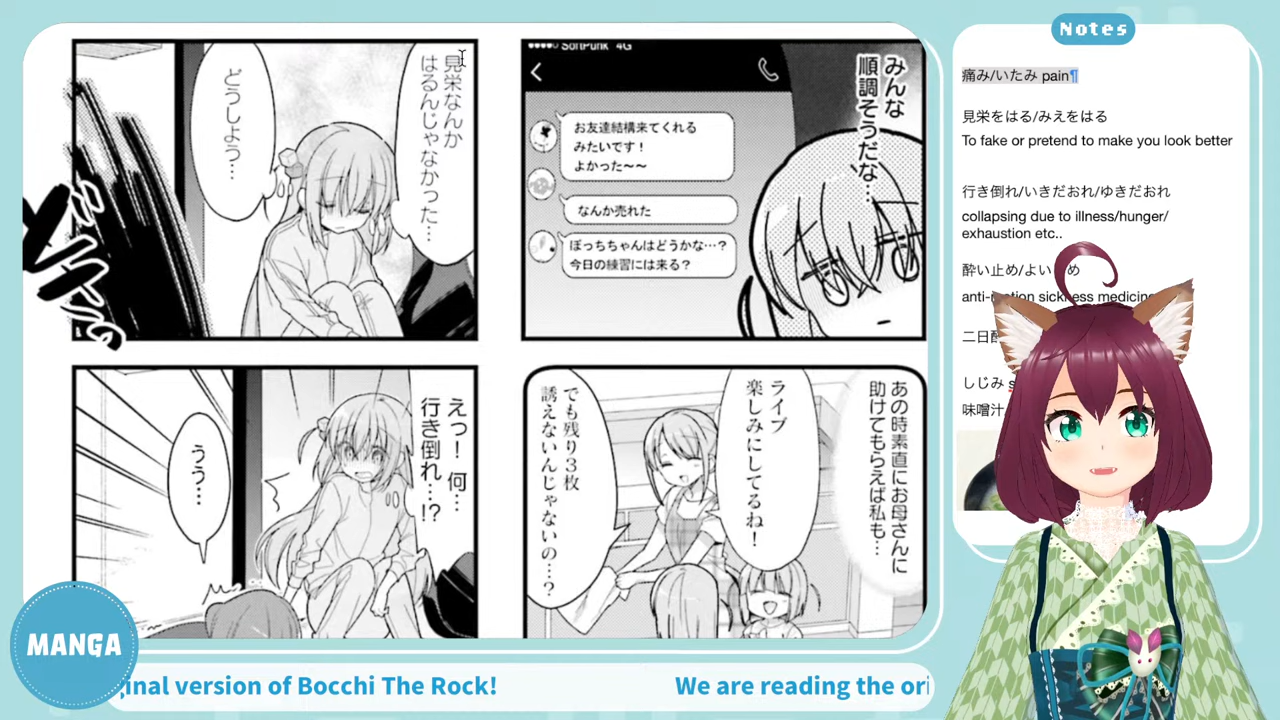 みんな
順調そうだな…
SoftPunk 4G
お友達結構来てくれる
みたいです！
よかった〜〜
なんか売れた
ぼっちちゃんはどうかな…？
今日の練習には来る？
あの時素直にお母さんに
助けてもらえば私も…
ライブ
楽しみにしてるね！
でも残り3枚
誘えないんじゃないの…？
見栄なんか
はるんじゃなかった…
どうしよう…
えっ！何…
行き倒れ…!?
うう…
Notes
痛み/いたみ pain¶
見栄をはる/みえをはる
To fake or pretend to make you look better
行き倒れ/いきだおれ/ゆきだおれ
collapsing due to illness/hunger/
exhaustion etc..
酔い止め/よい め
sickness medicine
二日
しじみ
味噌汁
MANGA
inal version of Bocchi The Rock!
We are reading the ori